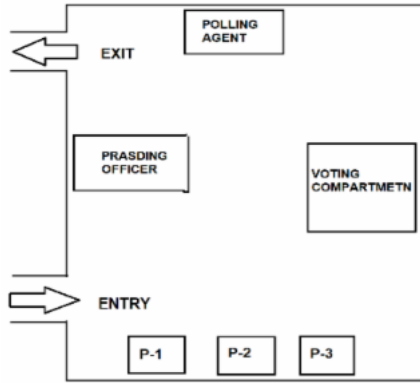 POLLING
AGENT
EXIT
PRASDING
OFFICER
VOTING
COMPARTMETN
ENTRY
P-1
P-2
P-3